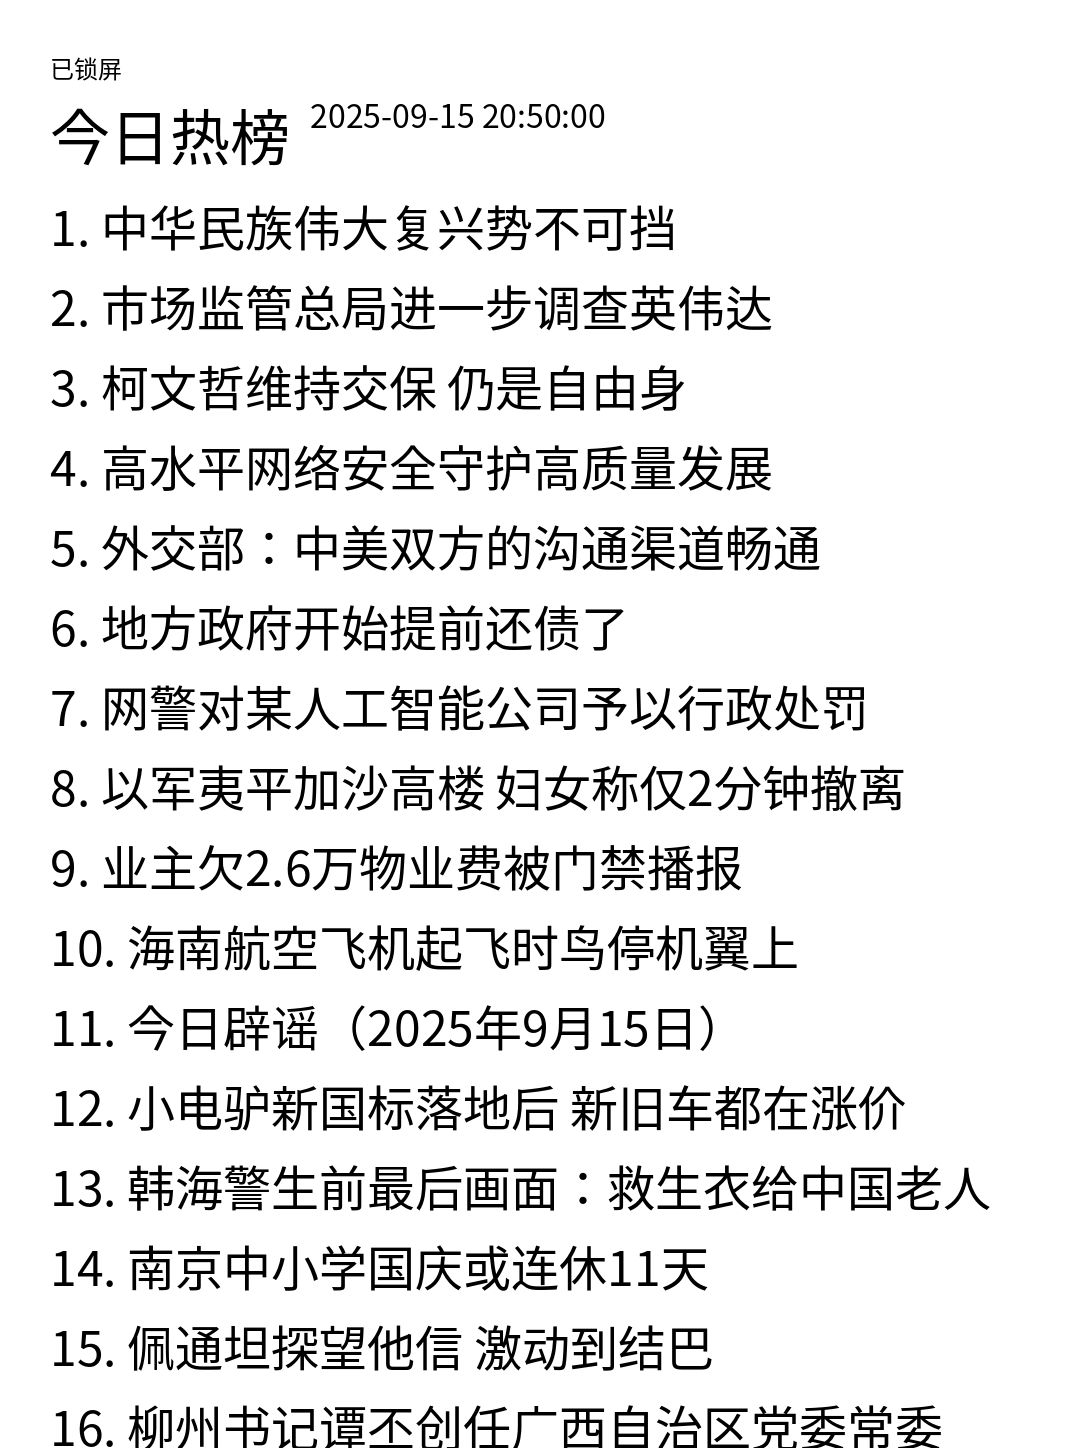 已锁屏
今日热榜 2025-09-15 20:50:00
1. 中华民族伟大复兴势不可挡
2. 市场监管总局进一步调查英伟达
3. 柯文哲维持交保 仍是自由身
4. 高水平网络安全守护高质量发展
5. 外交部：中美双方的沟通渠道畅通
6. 地方政府开始提前还债了
7. 网警对某人工智能公司予以行政处罚
8. 以军夷平加沙高楼 妇女称仅2分钟撤离
9. 业主欠2.6万物业费被门禁播报
10. 海南航空飞机起飞时鸟停机翼上
11. 今日辟谣（2025年9月15日）
12. 小电驴新国标落地后 新旧车都在涨价
13. 韩海警生前最后画面：救生衣给中国老人
14. 南京中小学国庆或连休11天
15. 佩通坦探望他信 激动到结巴
16. 柳州书记谭丕创任广西自治区党委常委